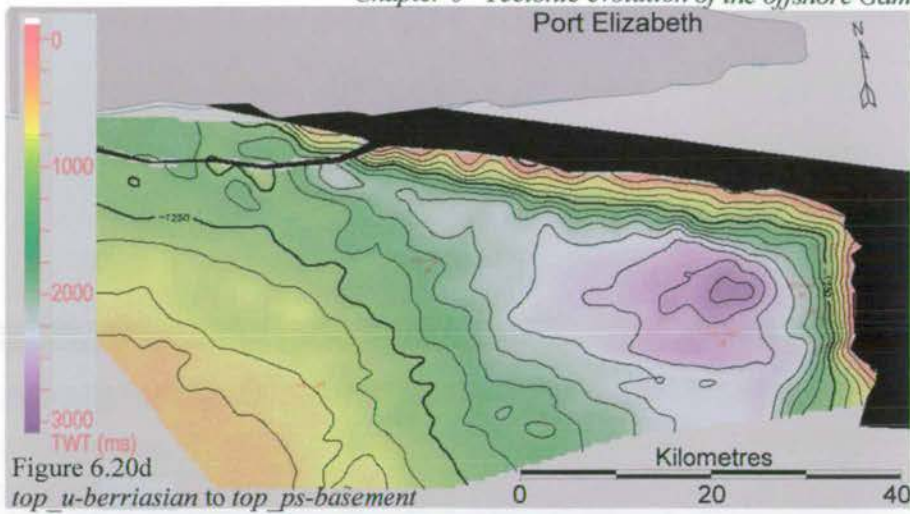 Chapter 6 Tectonic evolution of the offshore Gam
Port Elizabeth
N
0
1000
2000
3000
TWT (ms)
-1250
Figure 6.20d
top_u-berriasian to top_ps-basement
Kilometres
0 20 40